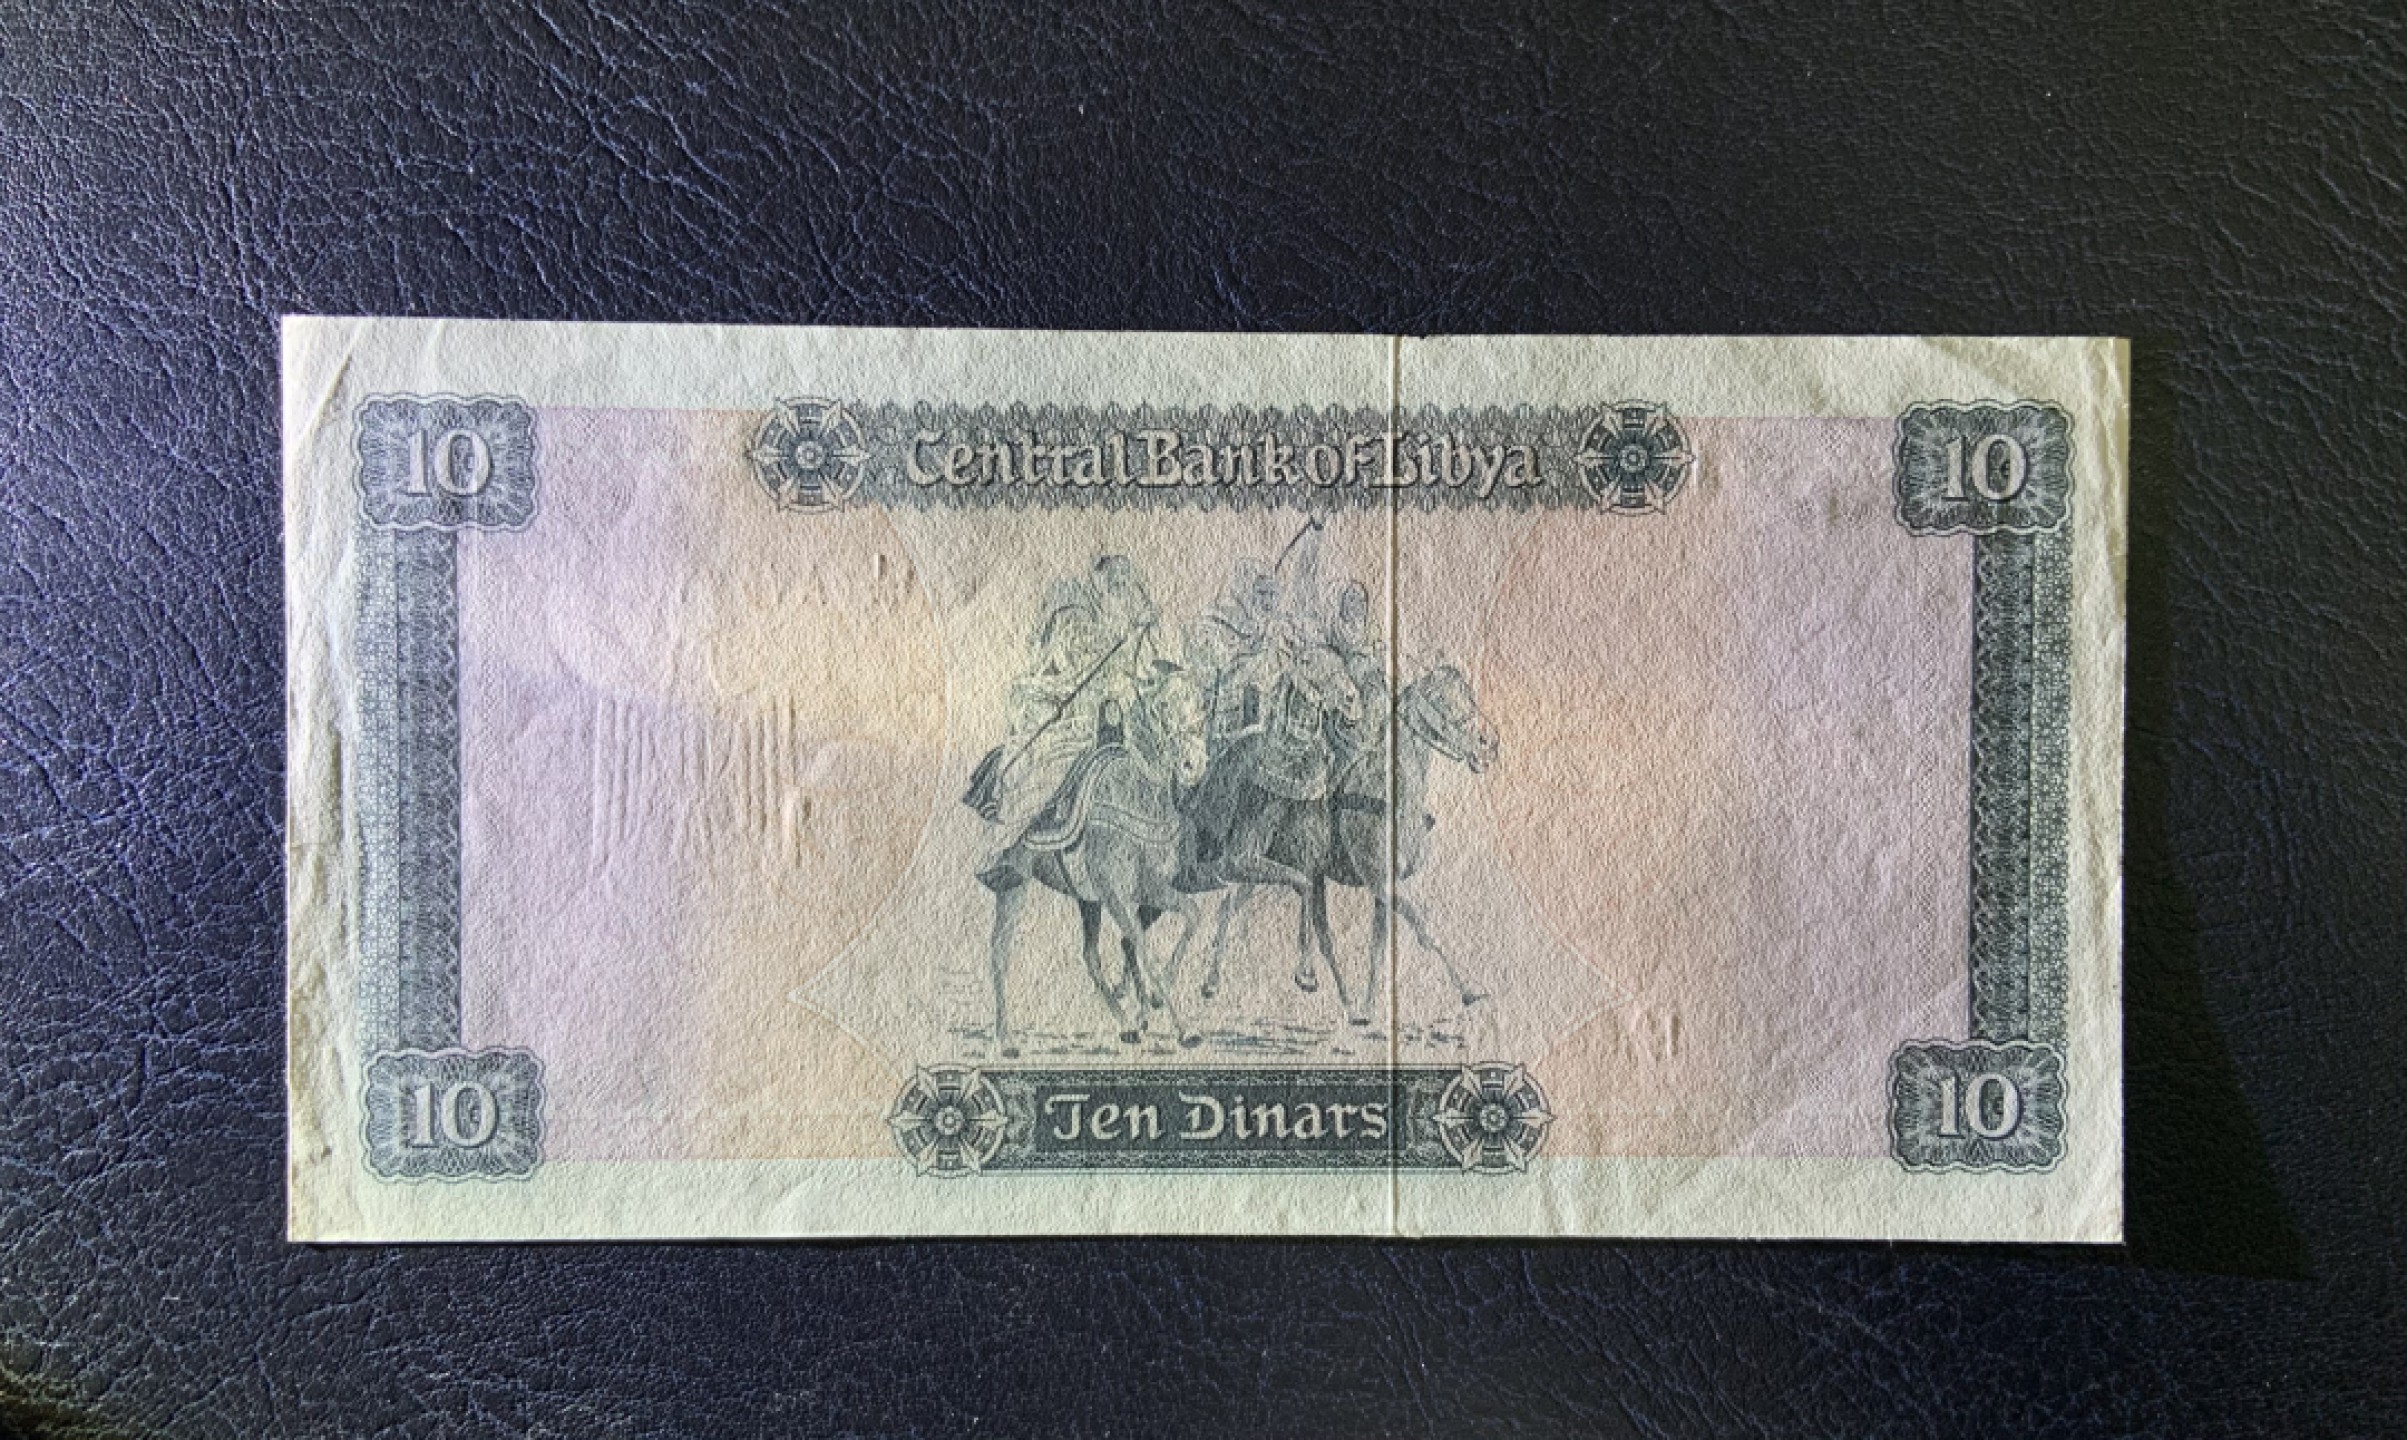 10 Central Bank of Libya 10
10 Ten Dinars 10